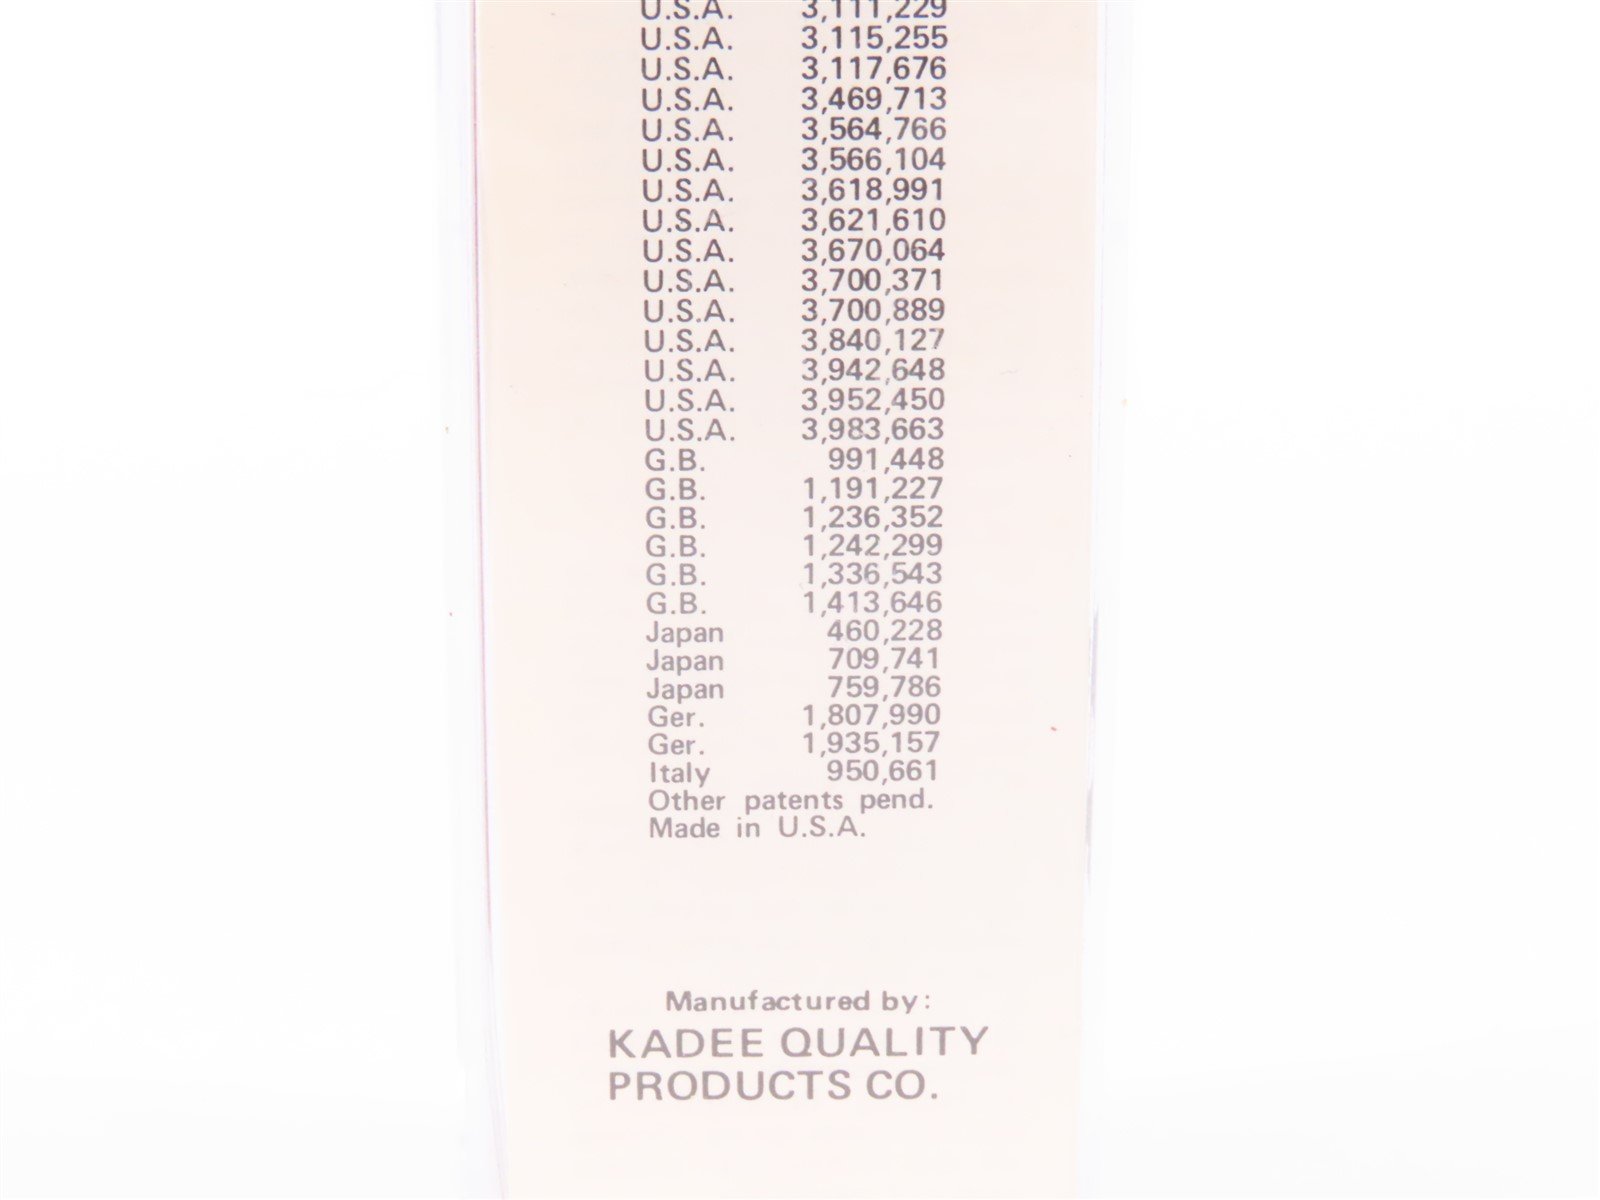 U.S.A. 3,111,229
U.S.A. 3,115,255
U.S.A. 3,117,676
U.S.A. 3,469,713
U.S.A. 3,564,766
U.S.A. 3,566,104
U.S.A. 3,618,991
U.S.A. 3,621,610
U.S.A. 3,670,064
U.S.A. 3,700,371
U.S.A. 3,700,889
U.S.A. 3,840,127
U.S.A. 3,942,648
U.S.A. 3,952,450
U.S.A. 3,983,663
G.B. 991,448
G.B. 1,191,227
G.B. 1,236,352
G.B. 1,242,299
G.B. 1,336,543
G.B. 1,413,646
Japan 460,228
Japan 709,741
Japan 759,786
Ger. 1,807,990
Ger. 1,935,157
Italy 950,661
Other patents pend.
Made in U.S.A.
Manufactured by:
KADEE QUALITY
PRODUCTS CO.